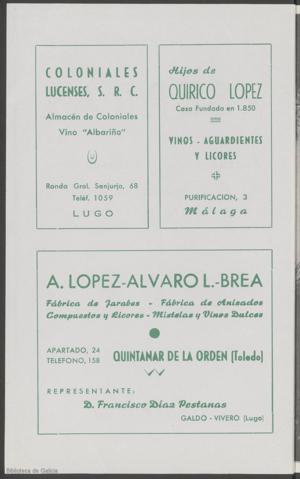 COLONIALES
LUCENSES, S. R. C.
Almacén de Coloniales
Vino "Albariño"
Ronda Gral. Sanjurjo, 68
Teléf. 1059
LUGO
Hijos de
QUIRICO LOPEZ
Casa Fundada en 1.850
VINOS - AGUARDIENTES
Y LICORES
PURIFICACION, 3
Málaga
A. LOPEZ-ALVARO L.-BREA
Fábrica de Jarabes - Fábrica de Anisados
Compuestos y Licores - Mistelas y Vinos Dulces
APARTADO, 24
TELEFONO, 158
QUINTANAR DE LA ORDEN (Toledo)
REPRESENTANTE:
D. Francisco Díaz Pestanas
GALDO - VIVERO (Lugo)
Biblioteca de Galicia